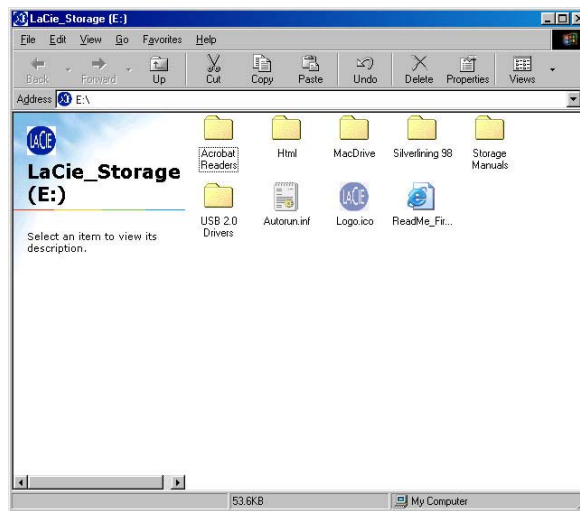 LaCie_Storage (E:)
File Edit View Go Favorites Help
Back Forward Up Cut Copy Paste Undo Delete Properties Views
Address E:\
LACIE
LaCie_Storage
(E:)
Select an item to view its
description.
Acrobat
Readers
Html
MacDrive
Silverlining 98
Storage
Manuals
USB 2.0
Drivers
Autorun.inf
LACIE
Logo.ico
ReadMe_Fir...
53.6KB
My Computer